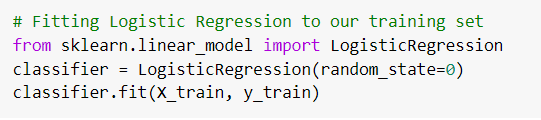 # Fitting Logistic Regression to our training set
from sklearn.linear_model import LogisticRegression
classifier = LogisticRegression(random_state=0)
classifier.fit(X_train, y_train)